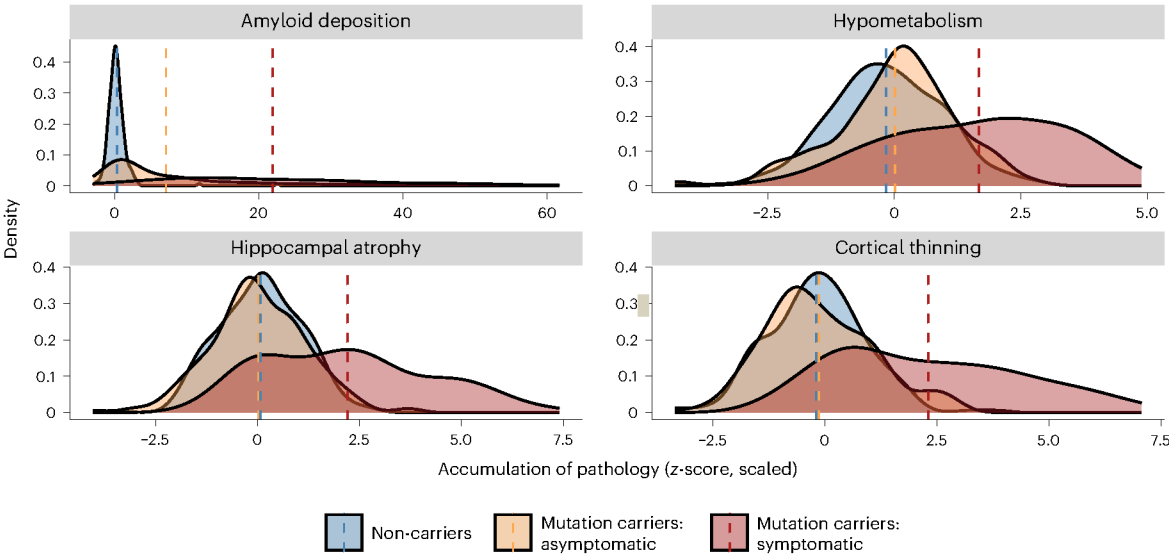 Amyloid deposition
Hypometabolism
0.4
0.3
0.2
0.1
0
0 20 40 60
0.4
0.3
0.2
0.1
0
−2.5 0 2.5 5.0
Density
Hippocampal atrophy
Cortical thinning
0.4
0.3
0.2
0.1
0
−2.5 0 2.5 5.0 7.5
0.4
0.3
0.2
0.1
0
−2.5 0 2.5 5.0 7.5
Accumulation of pathology (z-score, scaled)
Non-carriers
Mutation carriers:
asymptomatic
Mutation carriers:
symptomatic